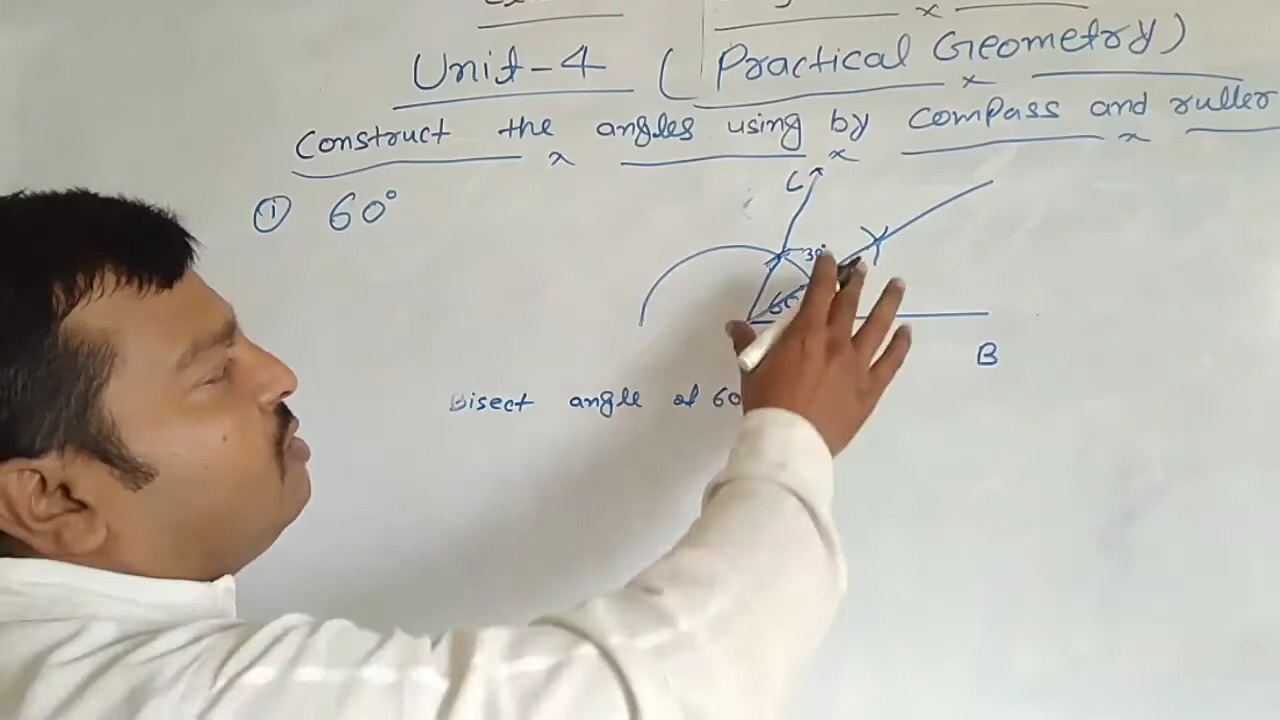 Unit-4 (Practical Geometry)
Construct the angles using by compass and ruller
① 60°
C
30°
60
B
Bisect angle of 60